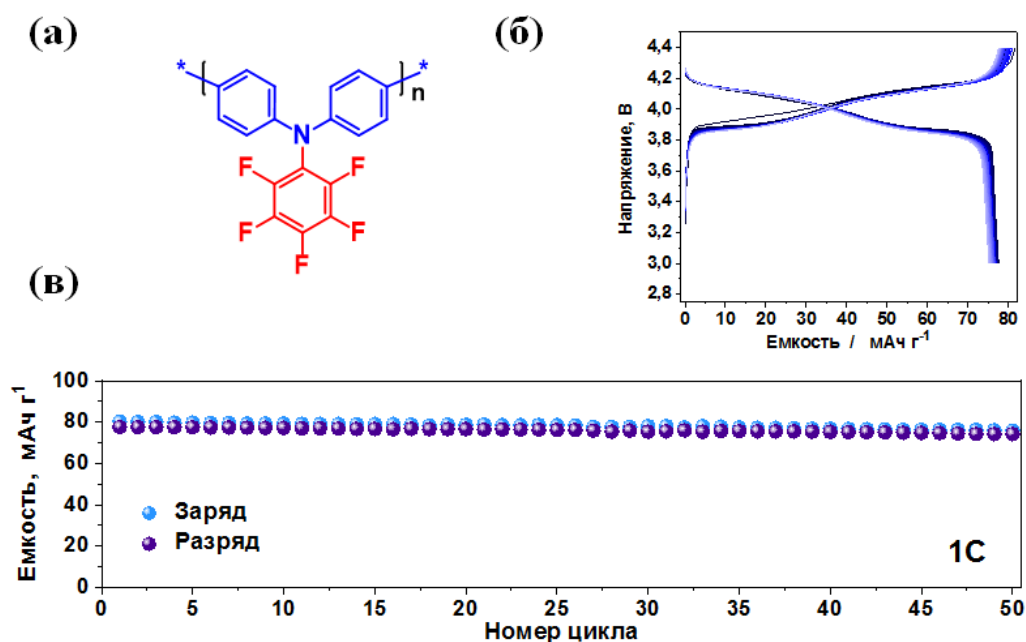 (а)
(б)
* ( ) n *
N
F F
F F
F
Напряжение, В
4,4
4,2
4,0
3,8
3,6
3,4
3,2
3,0
2,8
0 10 20 30 40 50 60 70 80
Емкость / мАч г-1
(в)
Емкость, мАч г1
100
80
60
40
20
0
Заряд
Разряд
1С
0 5 10 15 20 25 30 35 40 45 50
Номер цикла